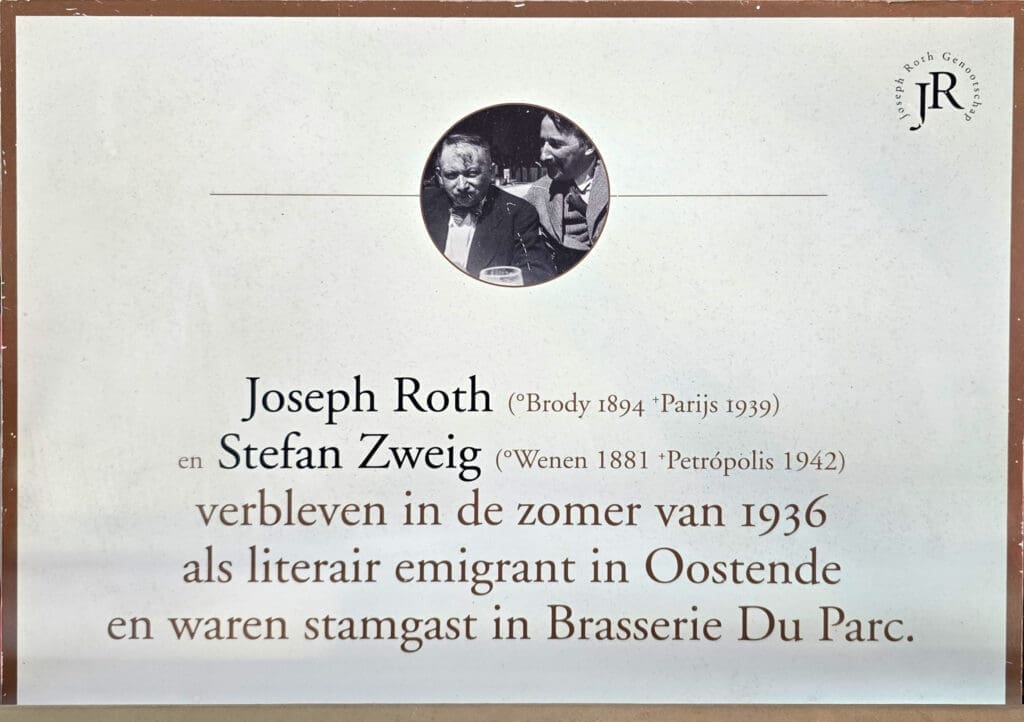 Joseph Roth Genootschap
JR
Joseph Roth (°Brody 1894 ⁺Parijs 1939)
en Stefan Zweig (°Wenen 1881 ⁺Petrópolis 1942)
verbleven in de zomer van 1936
als literair emigrant in Oostende
en waren stamgast in Brasserie Du Parc.